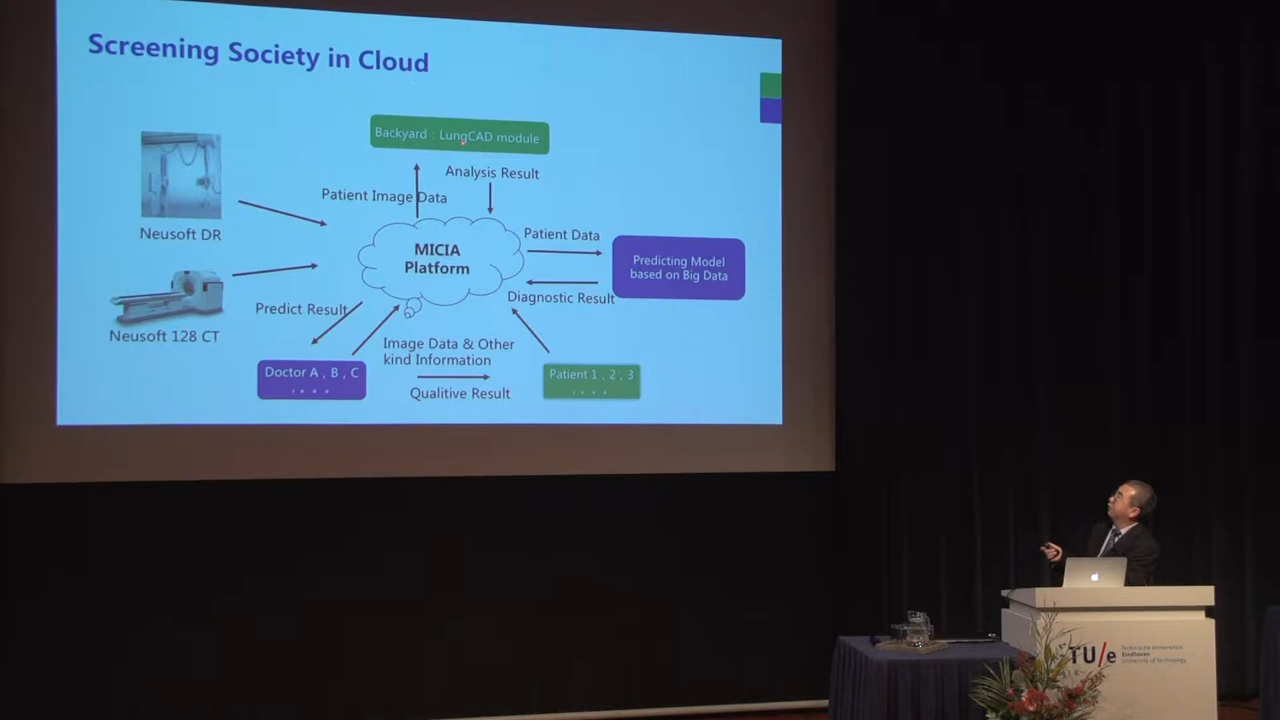 Screening Society in Cloud
Backyard : LungCAD module
Analysis Result
Patient Image Data
Neusoft DR
MICIA
Platform
Patient Data
Predicting Model
based on Big Data
Diagnostic Result
Neusoft 128 CT
Predict Result
Image Data & Other
kind Information
Doctor A , B , C
. . . .
Qualitive Result
Patient 1 , 2 , 3
. . . .
TU/e
Technische Universiteit
Eindhoven
University of Technology